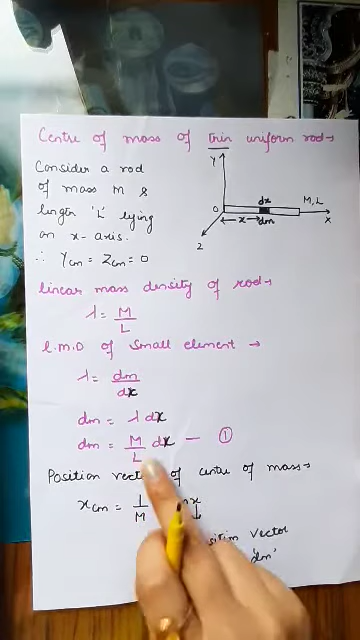 Centre of mass of thin uniform rod→
Consider a rod
of mass M &
length 'L' lying
on x-axis.
∴ Ycm = Zcm = 0
Y
O
dx
M, L
x
dm
X
Z
linear mass density of rod→
λ = M/L
L.M.D of small element →
λ = dm/dx
dm = λ dx
dm = M/L dx — ①
Position vector of centre of mass→
xcm = 1/M
Vector
'dm'